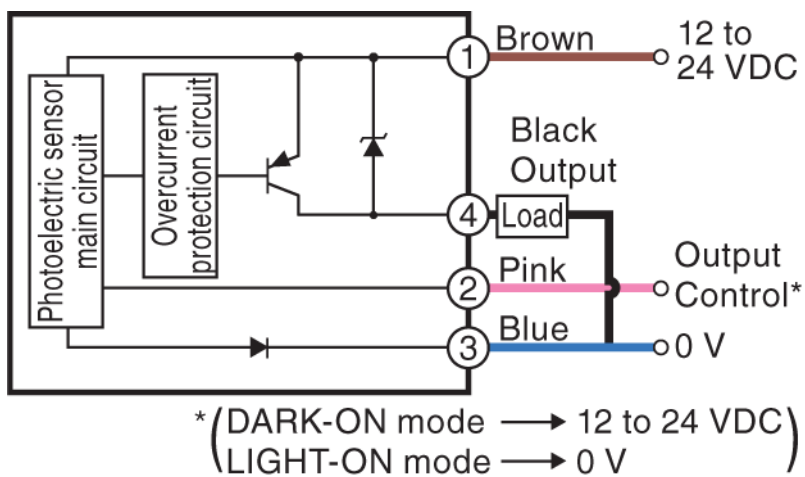 Photoelectric sensor
main circuit
Overcurrent
protection circuit
1
Brown
12 to
24 VDC
Black
Output
4
Load
2
Pink
Output
Control*
3
Blue
0 V
*(DARK-ON mode → 12 to 24 VDC
LIGHT-ON mode → 0 V)